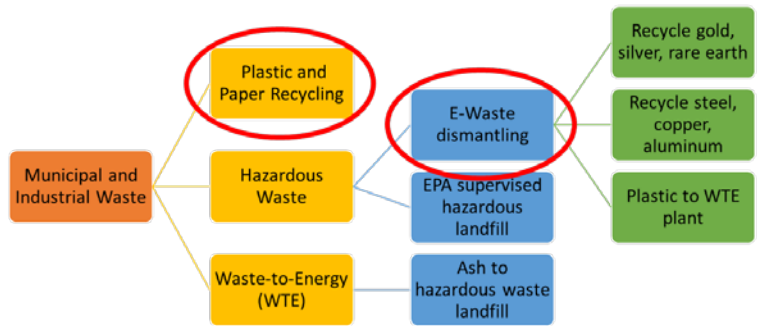 Municipal and
Industrial Waste
Plastic and
Paper Recycling
Hazardous
Waste
Waste-to-Energy
(WTE)
E-Waste
dismantling
EPA supervised
hazardous
landfill
Ash to
hazardous waste
landfill
Recycle gold,
silver, rare earth
Recycle steel,
copper,
aluminum
Plastic to WTE
plant